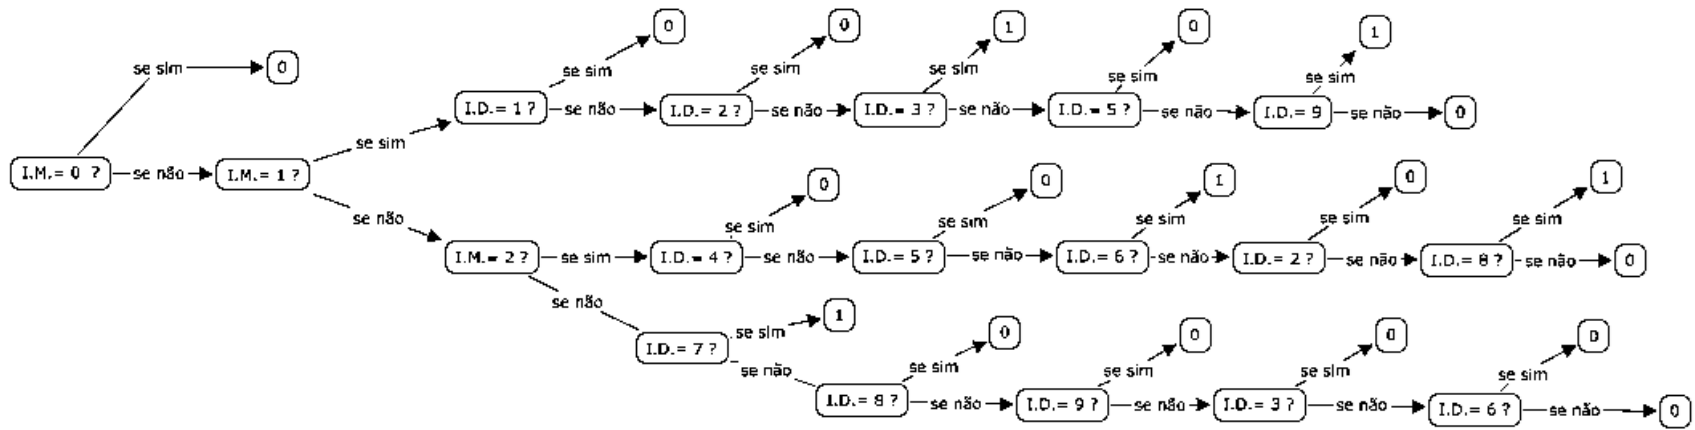 I.M.= 0 ? se sim 0
se não I.M.= 1 ?
se sim I.D.= 1 ? se sim 0
se não I.D.= 2 ? se sim 0
se não I.D.= 3 ? se sim 1
se não I.D.= 5 ? se sim 0
se não I.D.= 9 se sim 1
se não 0
se não I.M.= 2 ?
se sim I.D.= 4 ? se sim 0
se não I.D.= 5 ? se sim 0
se não I.D.= 6 ? se sim 1
se não I.D.= 2 ? se sim 0
se não I.D.= 8 ? se sim 1
se não 0
se não I.D.= 7 ? se sim 1
se não I.D.= 8 ? se sim 0
se não I.D.= 9 ? se sim 0
se não I.D.= 3 ? se sim 0
se não I.D.= 6 ? se sim 0
se não 0